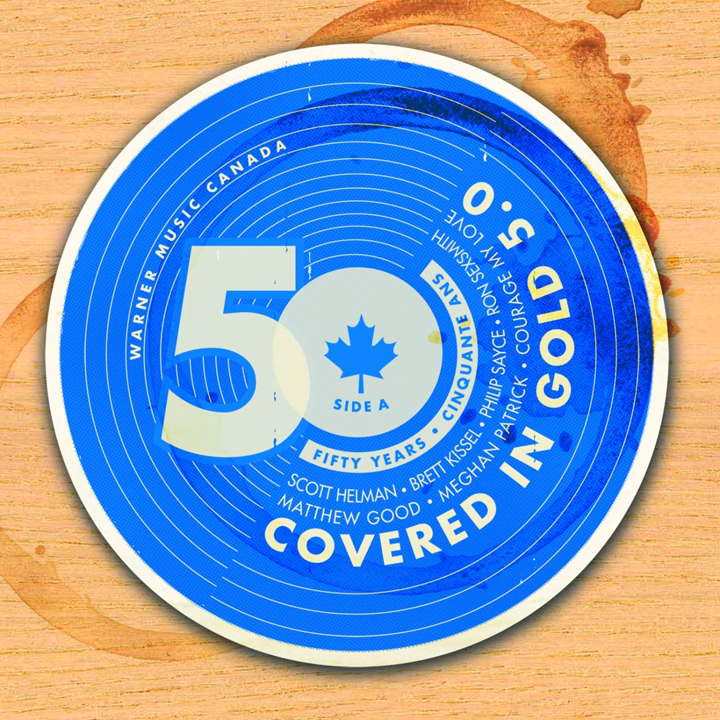 WARNER MUSIC CANADA
50
SIDE A
FIFTY YEARS • CINQUANTE ANS
SCOTT HELMAN • BRETT KISSEL • PHILIP SAYCE • RON SEXSMITH
MATTHEW GOOD • MEGHAN PATRICK • COURAGE MY LOVE
COVERED IN GOLD 5.0